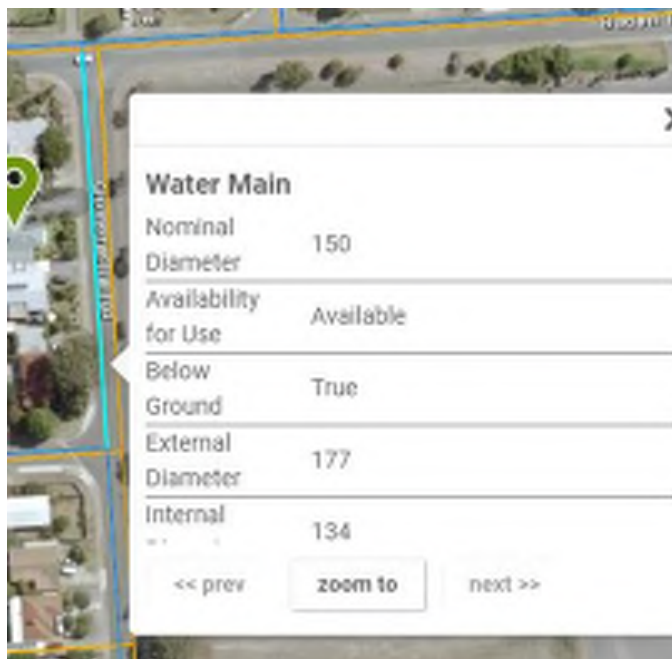 Water Main
Nominal
Diameter
150
Availability
for Use
Available
Below
Ground
True
External
Diameter
177
Internal
134
<< prev
zoom to
next >>